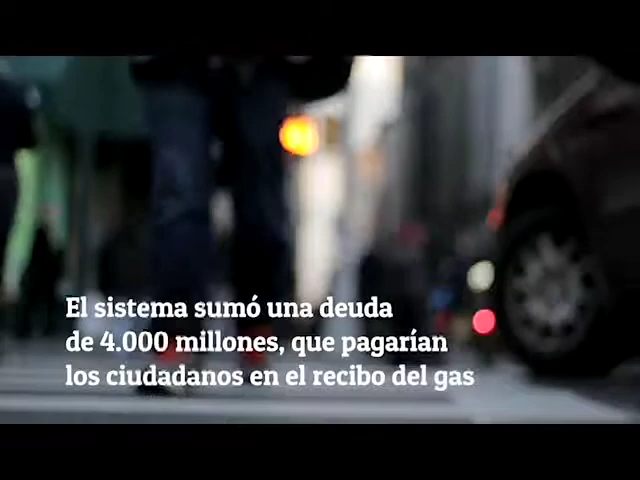 El sistema sumó una deuda
de 4.000 millones, que pagarían
los ciudadanos en el recibo del gas